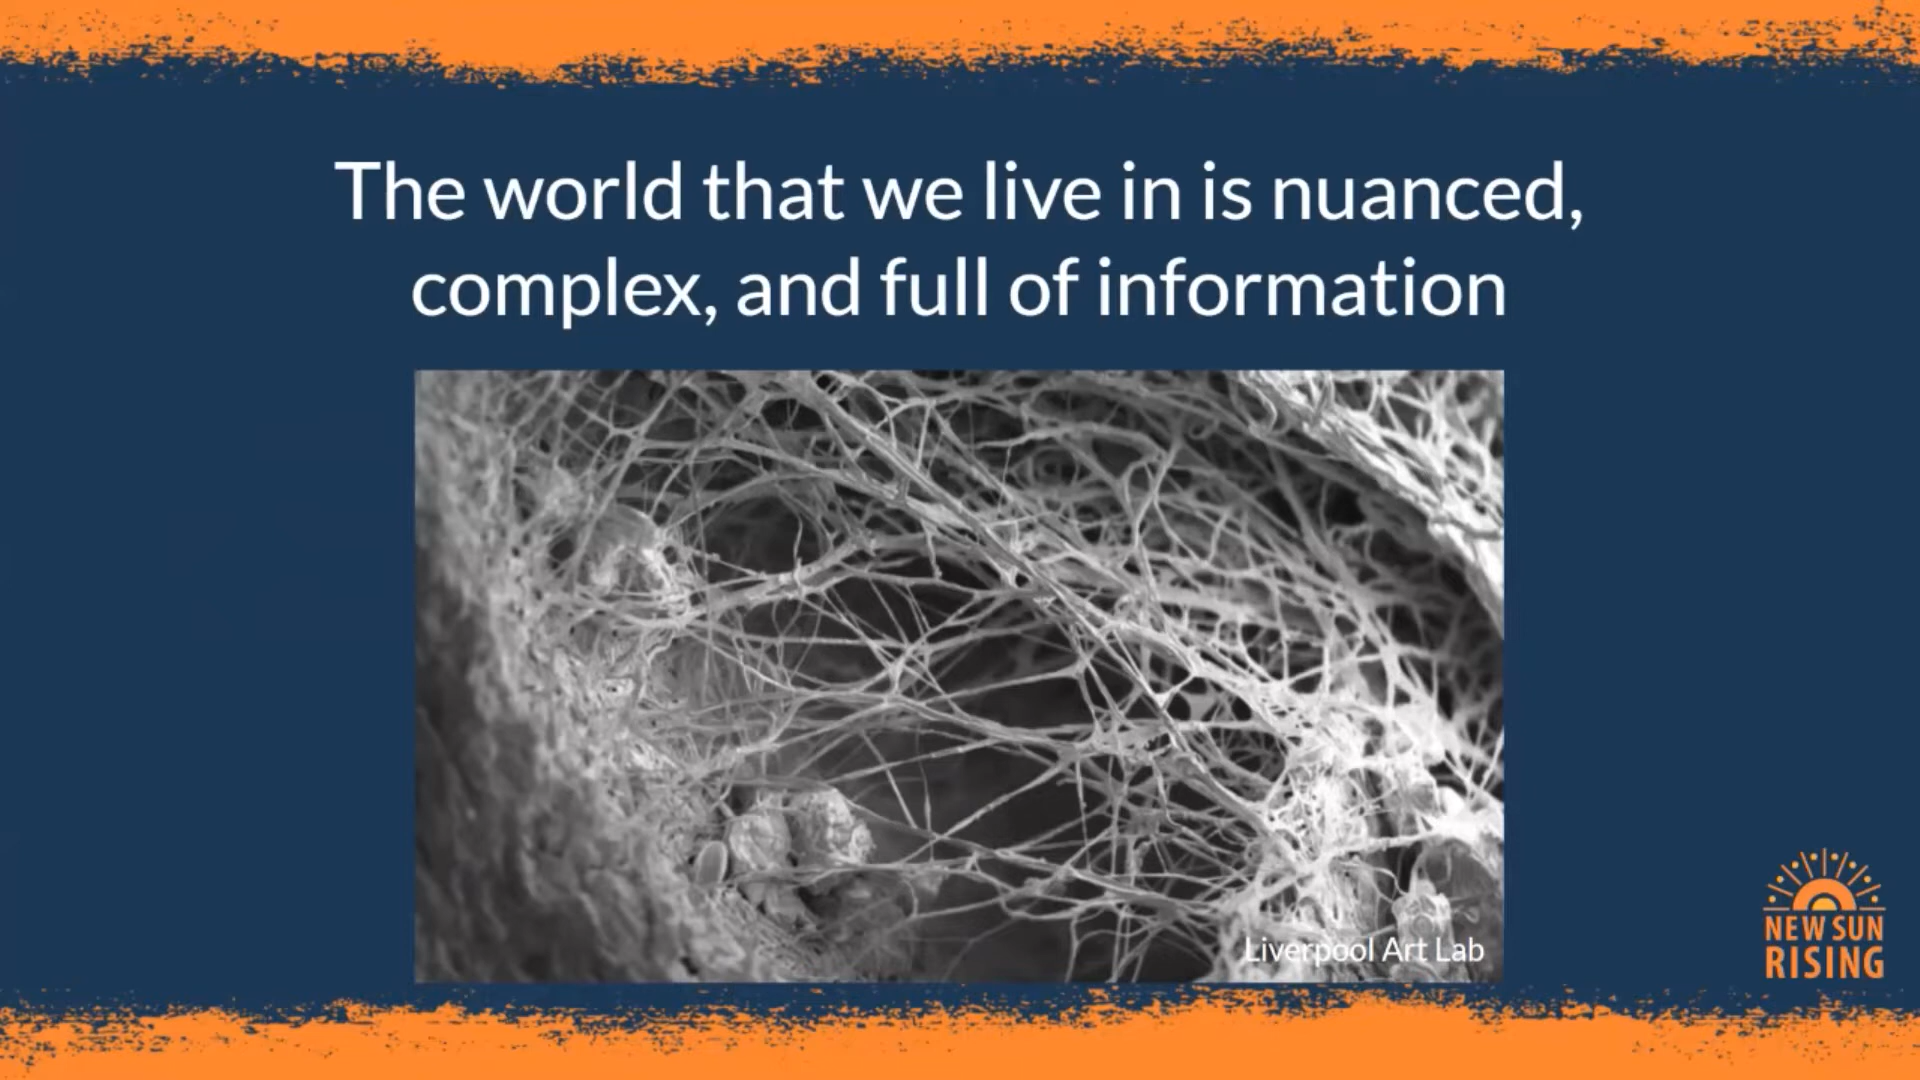 The world that we live in is nuanced,
complex, and full of information
Liverpool Art Lab
NEW SUN
RISING